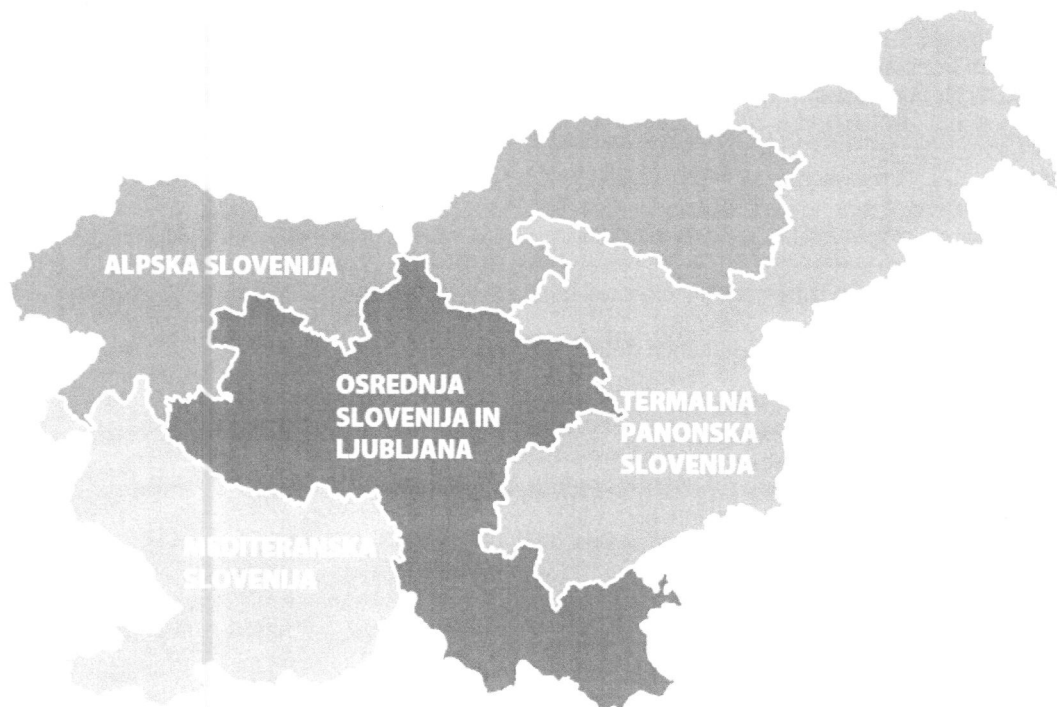 ALPSKA SLOVENIJA
OSREDNJA
SLOVENIJA IN
LJUBLJANA
TERMALNA
PANONSKA
SLOVENIJA
MEDITERANSKA
SLOVENIJA